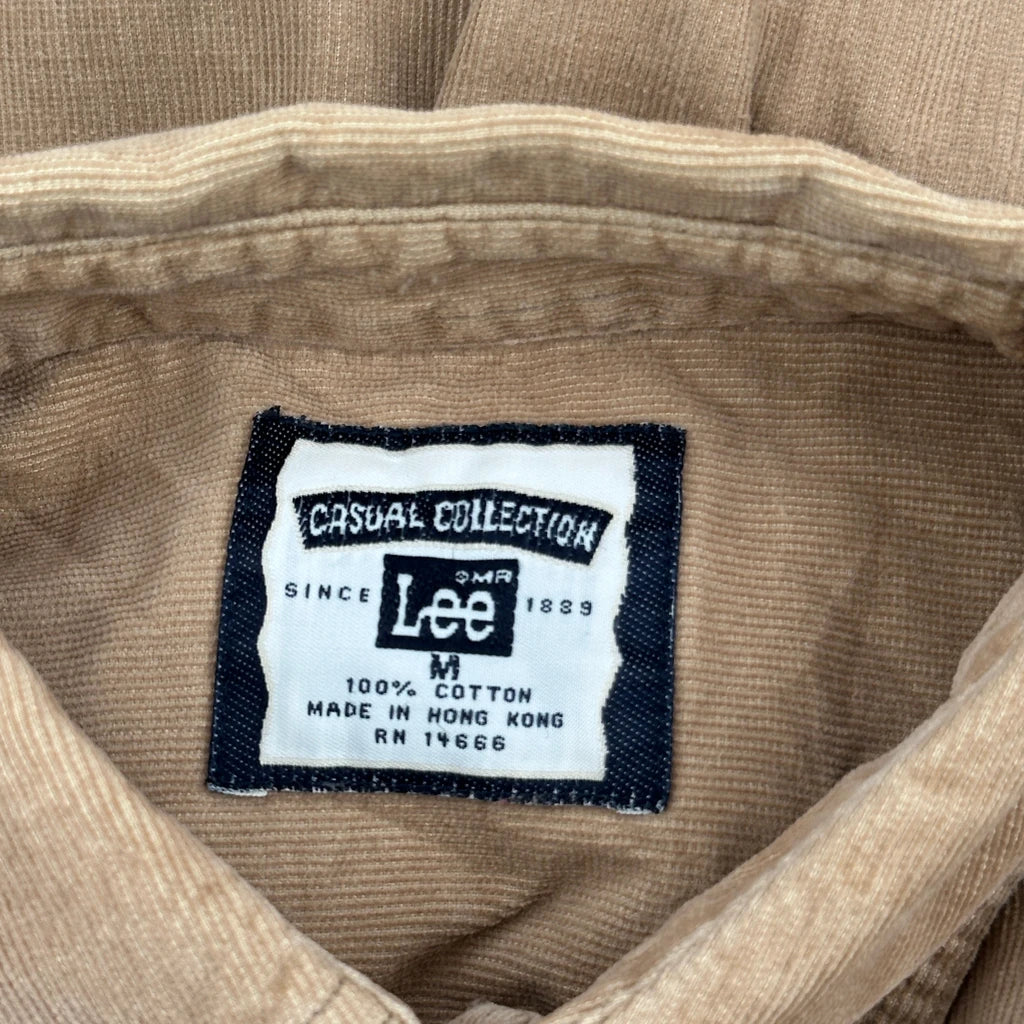 CASUAL COLLECTION
®MR
SINCE Lee 1889
M
100% COTTON
MADE IN HONG KONG
RN 14666